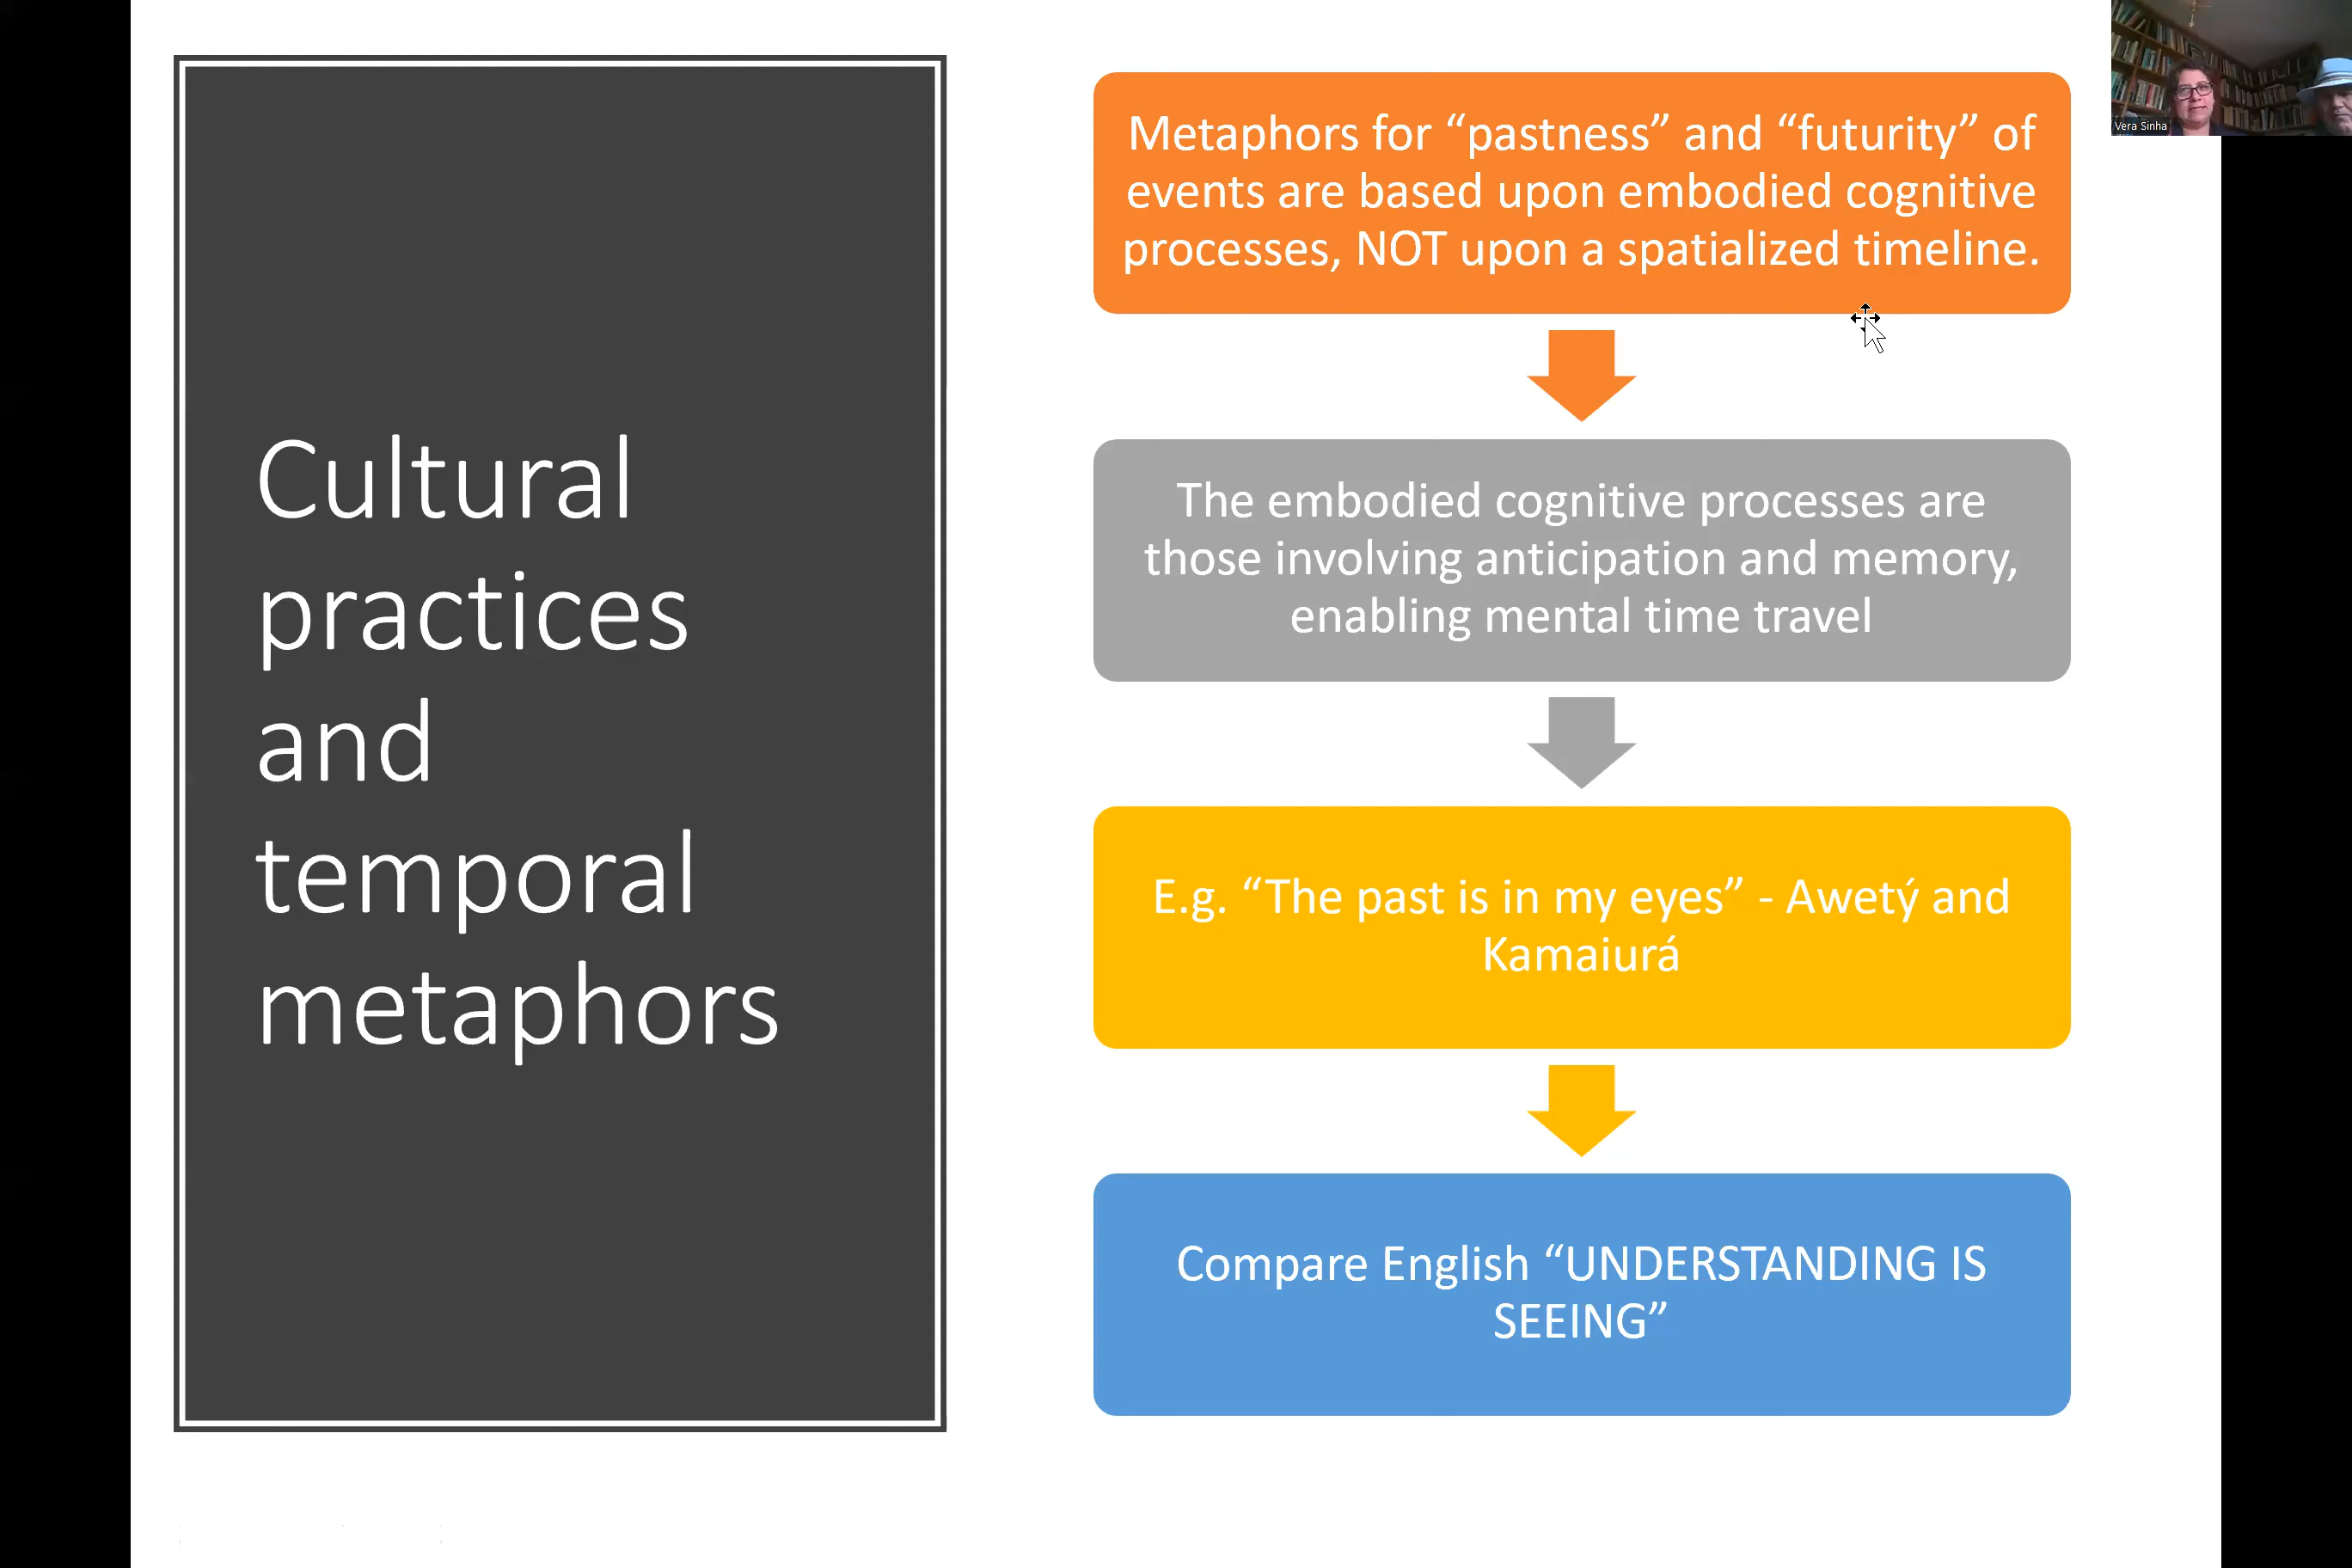 Cultural
practices
and
temporal
metaphors
Metaphors for “pastness” and “futurity” of
events are based upon embodied cognitive
processes, NOT upon a spatialized timeline.
The embodied cognitive processes are
those involving anticipation and memory,
enabling mental time travel
E.g. “The past is in my eyes” - Awetý and
Kamaiurá
Compare English “UNDERSTANDING IS
SEEING”
Vera Sinha